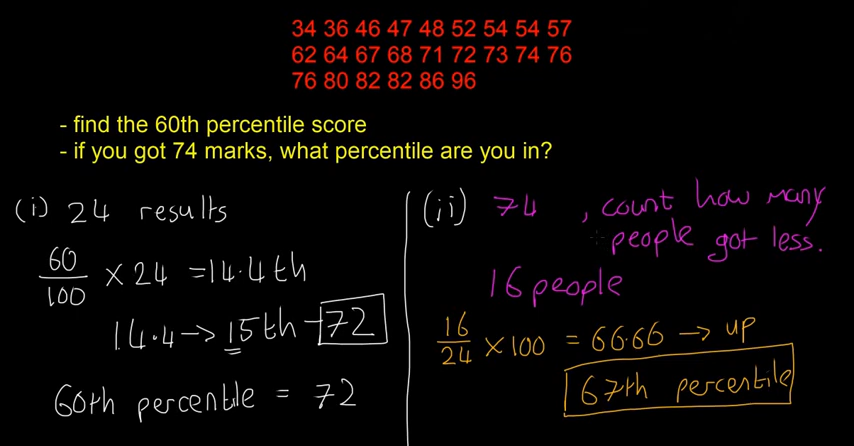 34 36 46 47 48 52 54 54 57
62 64 67 68 71 72 73 74 76
76 80 82 82 86 96
- find the 60th percentile score
- if you got 74 marks, what percentile are you in?
(i) 24 results
60/100 × 24 = 14.4th
14.4 → 15th - 72
60th percentile = 72
(ii) 74 , count how many
people got less.
16 people
16/24 × 100 = 66.66 → up
67th percentile